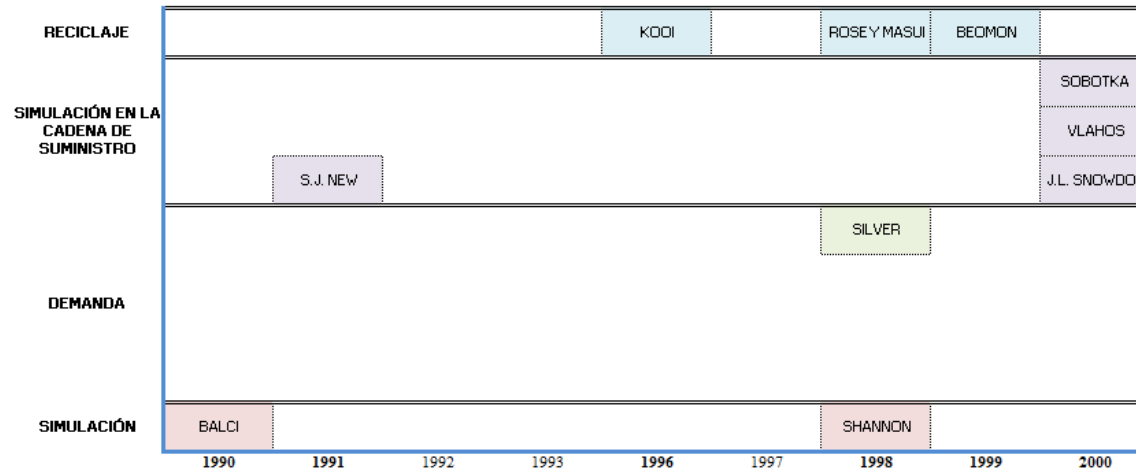 RECICLAJE
KOOI
ROSE Y MASUI
BEOMON
SIMULACIÓN EN LA
CADENA DE
SUMINISTRO
SOBOTKA
VLAHOS
S.J. NEW
J.L. SNOWDO
DEMANDA
SILVER
SIMULACIÓN
BALCI
SHANNON
1990 1991 1992 1993 1996 1997 1998 1999 2000